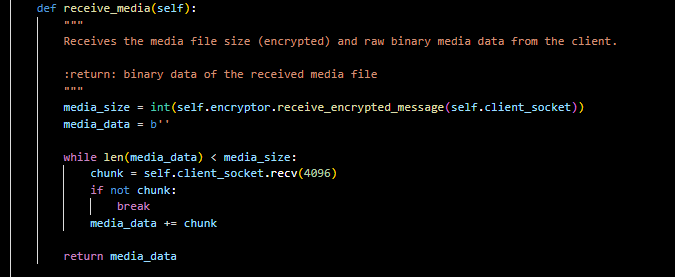 def receive_media(self):
"""
Receives the media file size (encrypted) and raw binary media data from the client.
:return: binary data of the received media file
"""
media_size = int(self.encryptor.receive_encrypted_message(self.client_socket))
media_data = b''
while len(media_data) < media_size:
chunk = self.client_socket.recv(4096)
if not chunk:
break
media_data += chunk
return media_data